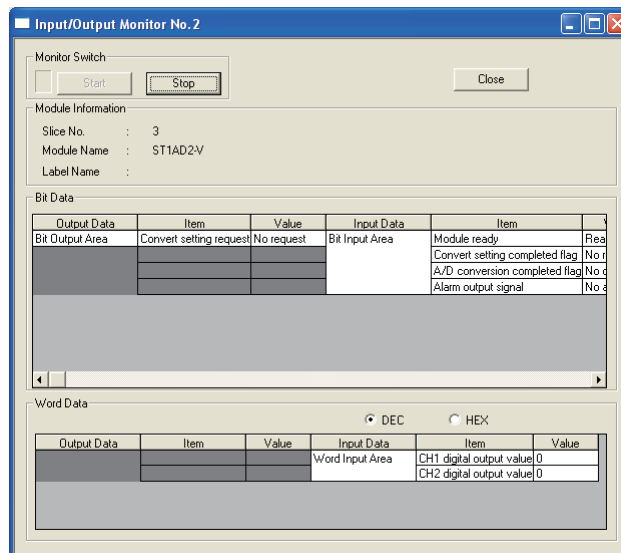 Input/Output Monitor No.2
Monitor Switch
Start Stop Close
Module Information
Slice No. : 3
Module Name : ST1AD2-V
Label Name :
Bit Data
Output Data Item Value Input Data Item
Bit Output Area Convert setting request No request Bit Input Area Module ready Rea
Convert setting completed flag No r
A/D conversion completed flag No c
Alarm output signal No a
Word Data
DEC HEX
Output Data Item Value Input Data Item Value
Word Input Area CH1 digital output value 0
CH2 digital output value 0